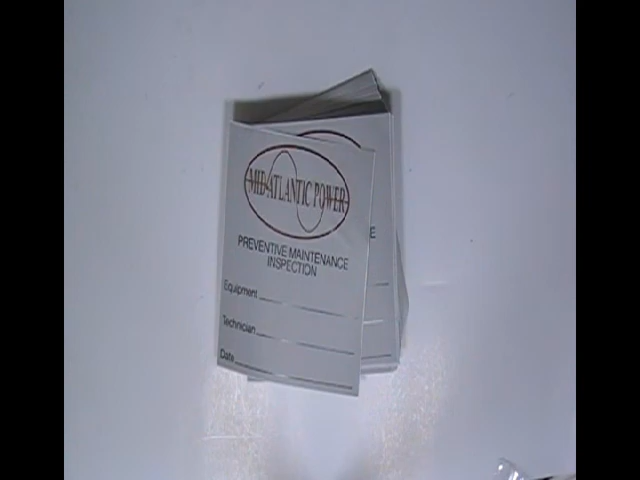 MID-ATLANTIC POWER
PREVENTIVE MAINTENANCE
INSPECTION
Equipment
Technician
Date
E